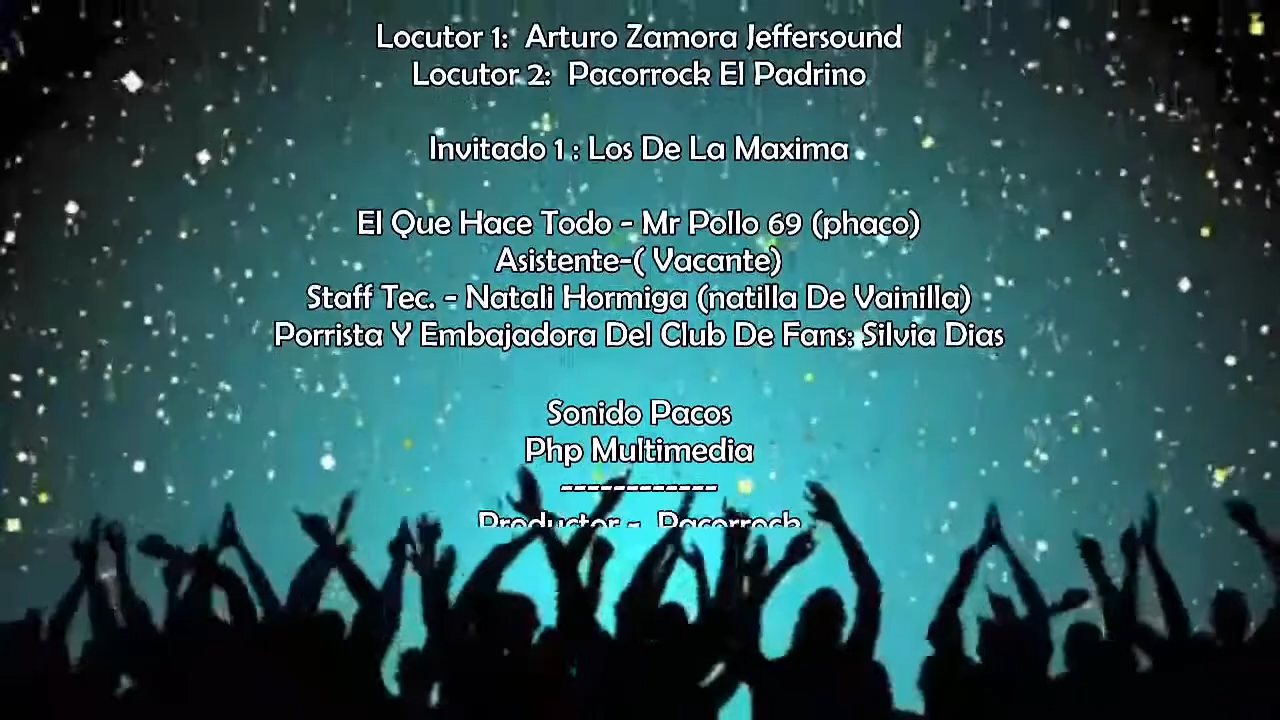 Locutor 1:  Arturo Zamora Jeffersound
Locutor 2:  Pacorrock El Padrino
Invitado 1 : Los De La Maxima
El Que Hace Todo - Mr Pollo 69 (phaco)
Asistente-( Vacante)
Staff Tec. - Natali Hormiga (natilla De Vainilla)
Porrista Y Embajadora Del Club De Fans: Silvia Dias
Sonido Pacos
Php Multimedia
------------
Productor -  Pacorrock